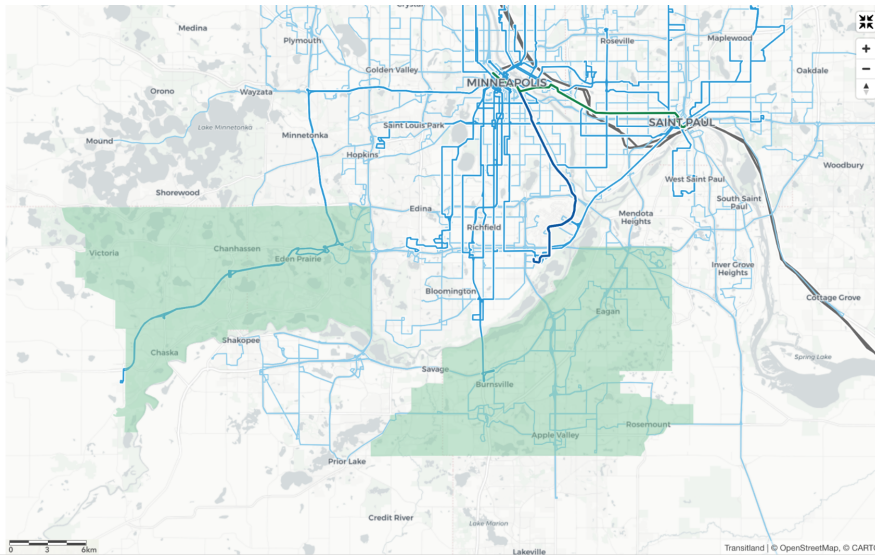 Crystal
Medina
Plymouth
Roseville
Maplewood
Golden Valley
Oakdale
MINNEAPOLIS
Orono
Wayzata
Lake Minnetonka
Saint Louis Park
SAINT PAUL
Minnetonka
Mound
Hopkins
Woodbury
West Saint Paul
Shorewood
South Saint
Paul
Edina
Mendota
Heights
Richfield
Victoria
Chanhassen
Eden Prairie
Inver Grove
Heights
Bloomington
Cottage Grove
Eagan
Shakopee
Chaska
Spring Lake
Savage
Burnsville
Rosemount
Apple Valley
Prior Lake
Credit River
Lake Marion
Lakeville
0 3 6km
Transitland | © OpenStreetMap, © CARTO